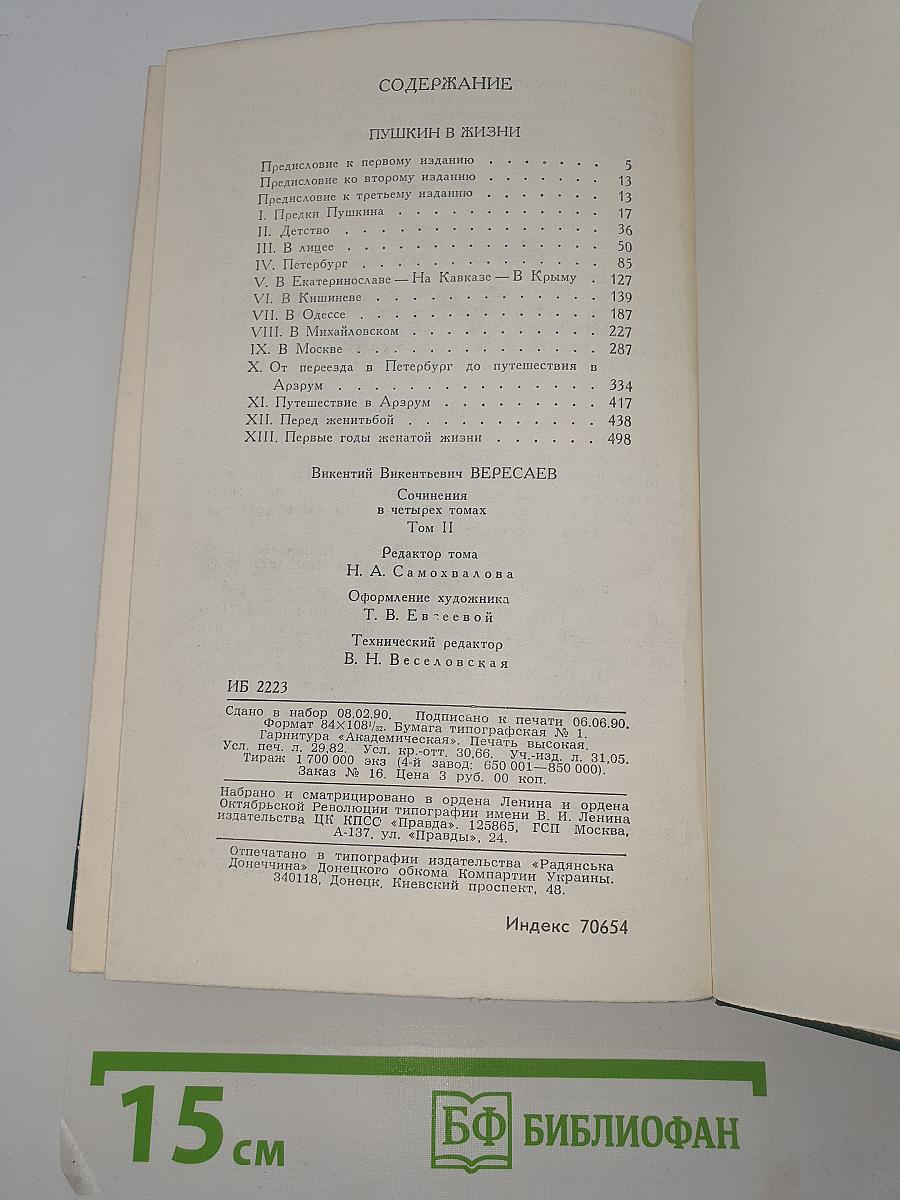 СОДЕРЖАНИЕ
ПУШКИН В ЖИЗНИ
Предисловие к первому изданию . . . . . . . 5
Предисловие ко второму изданию . . . . . . . 13
Предисловие к третьему изданию . . . . . . . 13
I. Предки Пушкина . . . . . . . . . . . . 17
II. Детство . . . . . . . . . . . . . . . 36
III. В лицее . . . . . . . . . . . . . . . 50
IV. Петербург . . . . . . . . . . . . . . 85
V. В Екатеринославе — На Кавказе — В Крыму . 127
VI. В Кишиневе . . . . . . . . . . . . . . 139
VII. В Одессе . . . . . . . . . . . . . . . 187
VIII. В Михайловском . . . . . . . . . . . 227
IX. В Москве . . . . . . . . . . . . . . . 287
X. От переезда в Петербург до путешествия в
Арзрум . . . . . . . . . . . . . . . 334
XI. Путешествие в Арзрум . . . . . . . . . 417
XII. Перед женитьбой . . . . . . . . . . . 438
XIII. Первые годы женатой жизни . . . . . . 498
Викентий Викентьевич ВЕРЕСАЕВ
Сочинения
в четырех томах
Том II
Редактор тома
Н. А. Самохвалова
Оформление художника
Т. В. Евсеевой
Технический редактор
В. Н. Веселовская
ИБ 2223
Сдано в набор 08.02.90. Подписано к печати 06.06.90.
Формат 84×108¹/₃₂. Бумага типографская № 1.
Гарнитура «Академическая». Печать высокая.
Усл. печ. л. 29,82. Усл. кр.-отт. 30,66. Уч.-изд. л. 31,05.
Тираж 1 700 000 экз (4-й завод: 650 001—850 000).
Заказ № 16. Цена 3 руб. 00 коп.
Набрано и сматрицировано в ордена Ленина и ордена
Октябрьской Революции типографии имени В. И. Ленина
издательства ЦК КПСС «Правда». 125865, ГСП Москва,
А-137, ул. «Правды», 24.
Отпечатано в типографии издательства «Радянська
Донеччина» Донецкого обкома Компартии Украины.
340118, Донецк, Киевский проспект, 48.
Индекс 70654
15 см
БФ БИБЛИОФАН